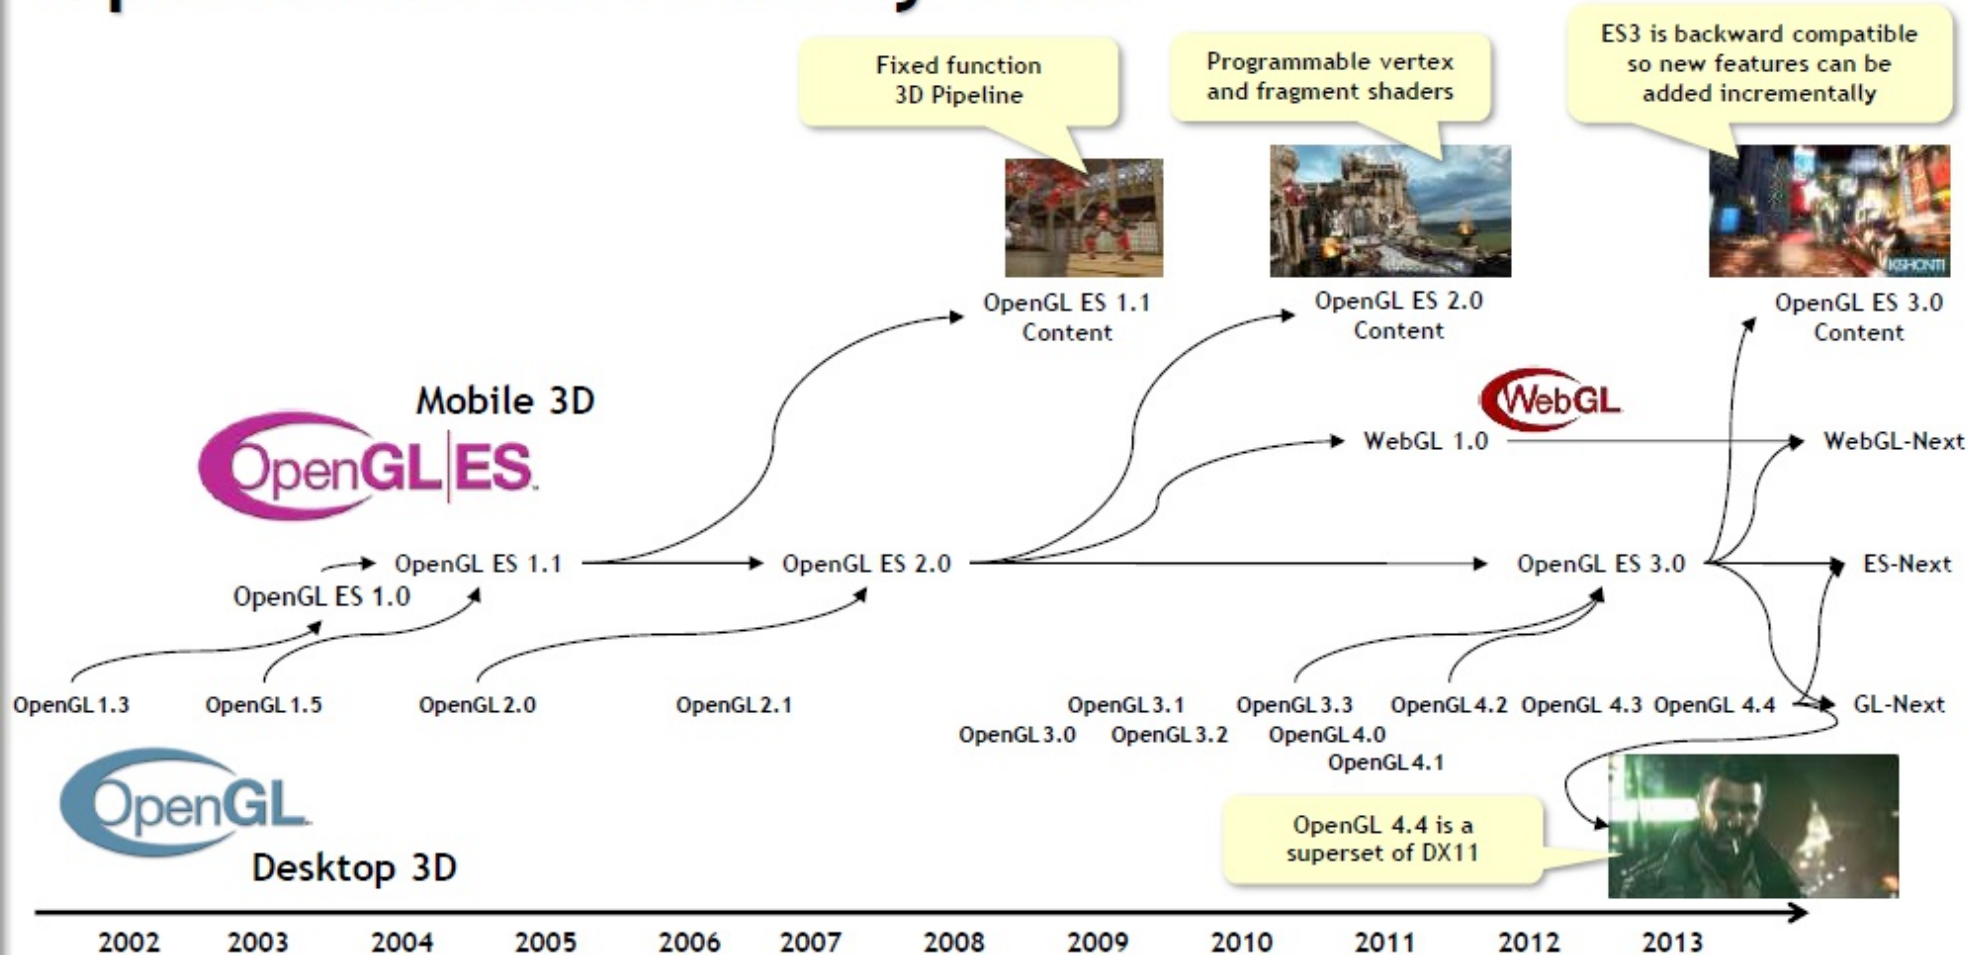 Fixed function
3D Pipeline
Programmable vertex
and fragment shaders
ES3 is backward compatible
so new features can be
added incrementally
KISHONTI
OpenGL ES 1.1
Content
OpenGL ES 2.0
Content
OpenGL ES 3.0
Content
Mobile 3D
OpenGL|ES™
WebGL
WebGL 1.0
WebGL-Next
OpenGL ES 1.1
OpenGL ES 2.0
OpenGL ES 3.0
ES-Next
OpenGL ES 1.0
OpenGL 1.3
OpenGL 1.5
OpenGL 2.0
OpenGL 2.1
OpenGL 3.1
OpenGL 3.3
OpenGL 4.2
OpenGL 4.3
OpenGL 4.4
GL-Next
OpenGL 3.0
OpenGL 3.2
OpenGL 4.0
OpenGL 4.1
OpenGL™
Desktop 3D
OpenGL 4.4 is a
superset of DX11
2002 2003 2004 2005 2006 2007 2008 2009 2010 2011 2012 2013